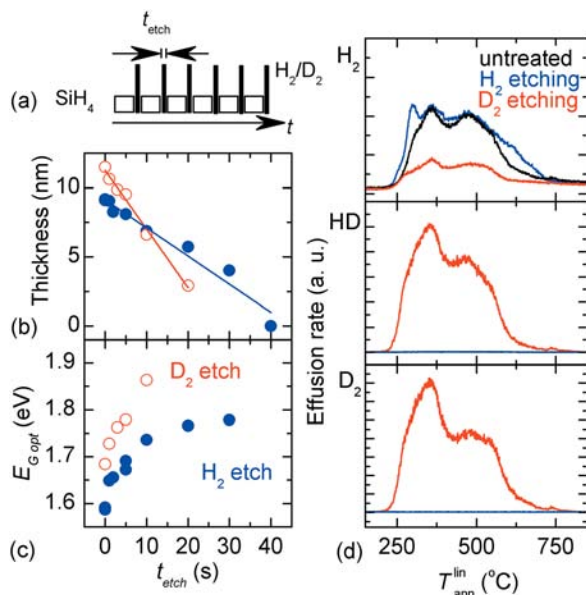 t_etch
H₂/D₂
SiH₄
(a)
t
Thickness (nm)
10
5
0
(b)
E_G opt (eV)
1.9
1.8
1.7
1.6
D₂ etch
H₂ etch
(c)
0 10 20 30 40
t_etch (s)
H₂
untreated
H₂ etching
D₂ etching
HD
D₂
Effusion rate (a. u.)
(d)
250 500 750
T_ann^lin (°C)